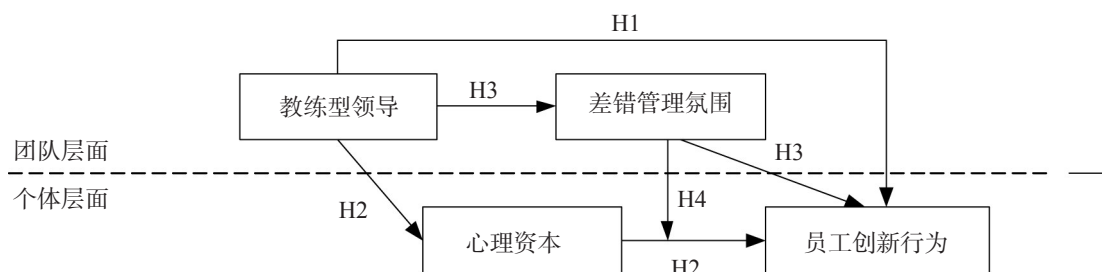 H1
教练型领导
H3
差错管理氛围
团队层面
H3
个体层面
H2
H4
心理资本
员工创新行为
H2